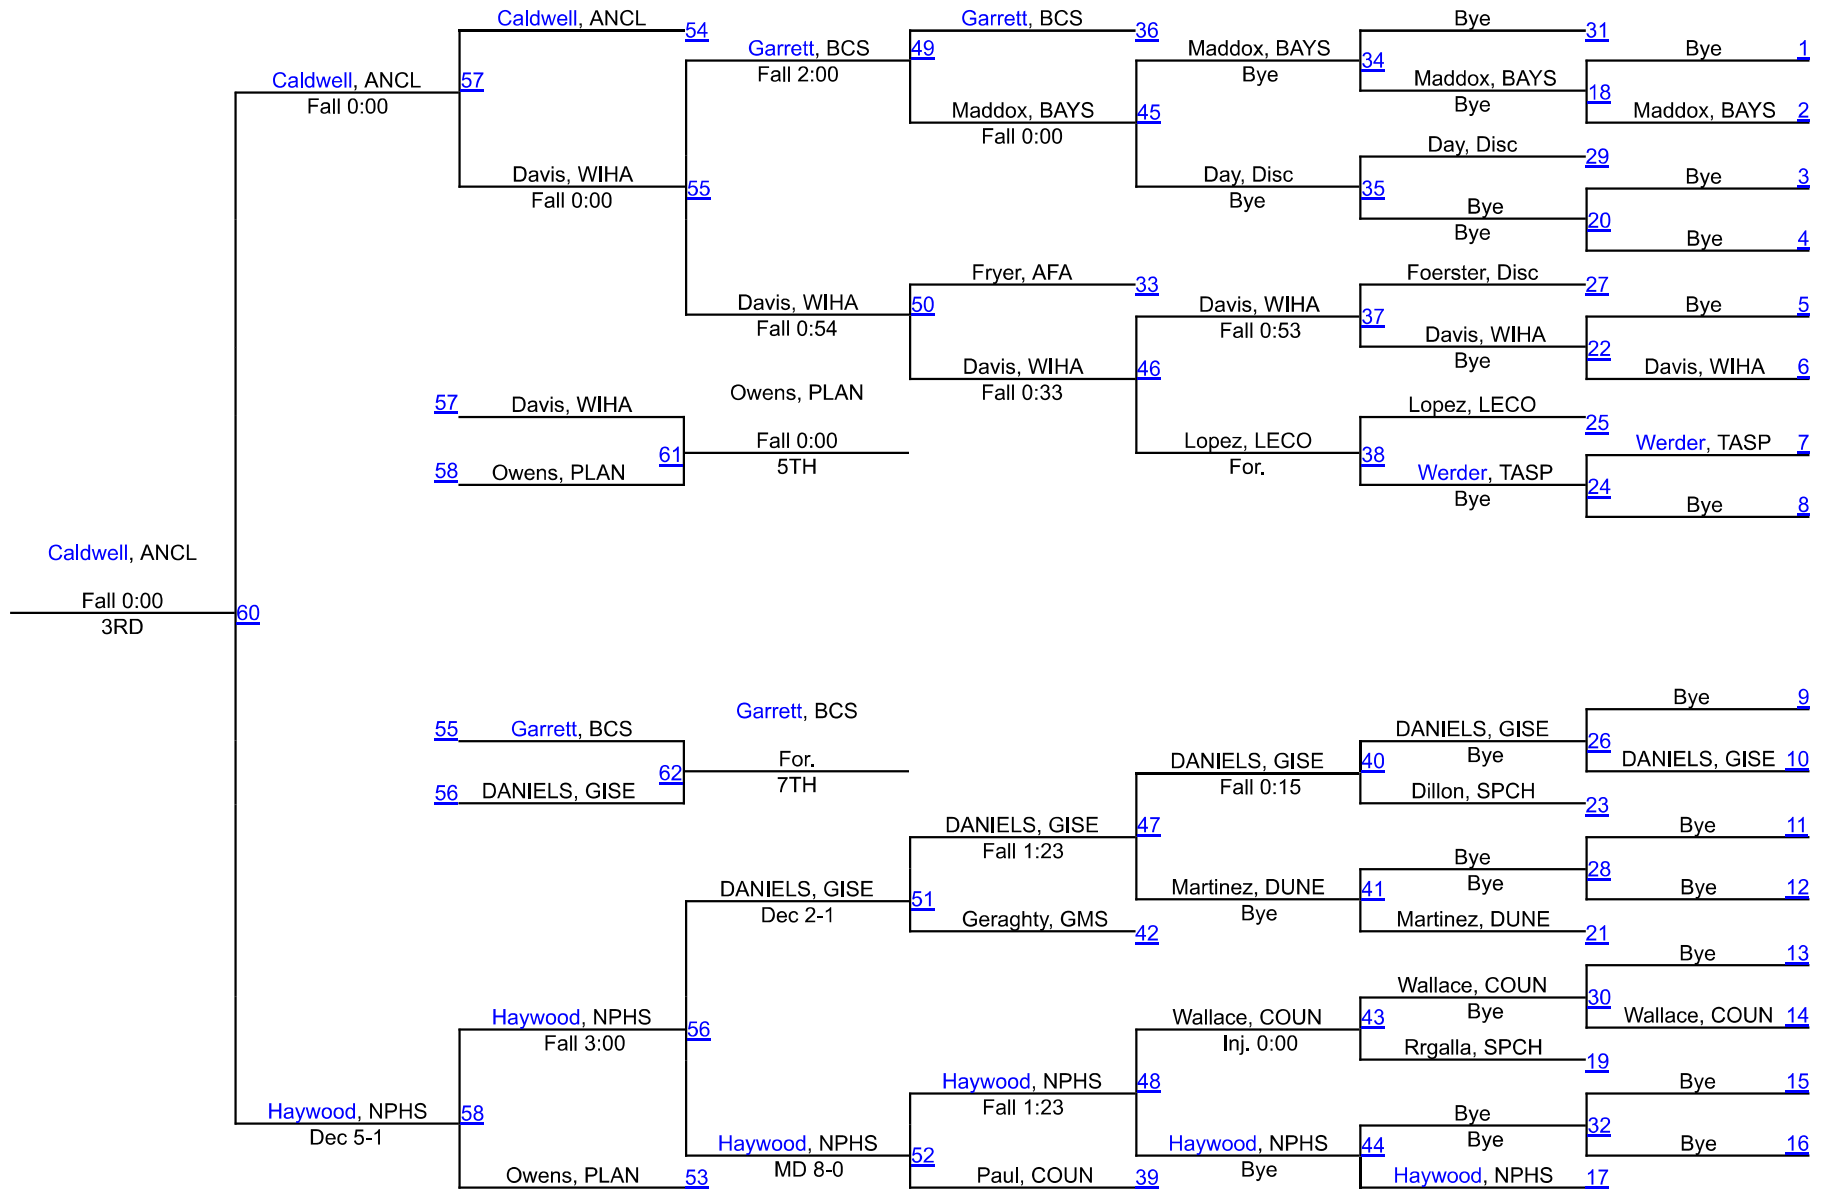 Caldwell, ANCL
54
Garrett, BCS
36
Bye
31
Garrett, BCS
49
Maddox, BAYS
34
Bye
1
Caldwell, ANCL
57
Fall 2:00
Bye
Maddox, BAYS
18
Fall 0:00
Maddox, BAYS
45
Bye
Maddox, BAYS
2
Fall 0:00
Day, Disc
29
Davis, WIHA
55
Day, Disc
35
Bye
3
Fall 0:00
Bye
Bye
20
Bye
Bye
4
Fryer, AFA
33
Foerster, Disc
27
Davis, WIHA
50
Davis, WIHA
37
Bye
5
Fall 0:54
Fall 0:53
Davis, WIHA
22
Davis, WIHA
46
Bye
Davis, WIHA
6
Owens, PLAN
Fall 0:33
57
Davis, WIHA
Lopez, LECO
25
61
Fall 0:00
Lopez, LECO
38
Werder, TASP
7
58
Owens, PLAN
5TH
For.
Werder, TASP
24
Bye
Bye
8
Caldwell, ANCL
Fall 0:00
60
3RD
Bye
9
Garrett, BCS
55
Garrett, BCS
DANIELS, GISE
26
62
For.
DANIELS, GISE
40
Bye
DANIELS, GISE
10
56
DANIELS, GISE
7TH
Fall 0:15
Dillon, SPCH
23
DANIELS, GISE
47
Bye
11
Fall 1:23
Bye
28
DANIELS, GISE
51
Martinez, DUNE
41
Bye
Bye
12
Dec 2-1
Bye
Geraghty, GMS
42
Martinez, DUNE
21
Bye
13
Wallace, COUN
30
Haywood, NPHS
56
Wallace, COUN
43
Bye
Wallace, COUN
14
Fall 3:00
Inj. 0:00
Rrgalla, SPCH
19
Haywood, NPHS
48
Bye
15
Haywood, NPHS
58
Fall 1:23
Bye
32
Dec 5-1
Haywood, NPHS
52
Haywood, NPHS
44
Bye
Bye
16
MD 8-0
Bye
Owens, PLAN
53
Paul, COUN
39
Haywood, NPHS
17